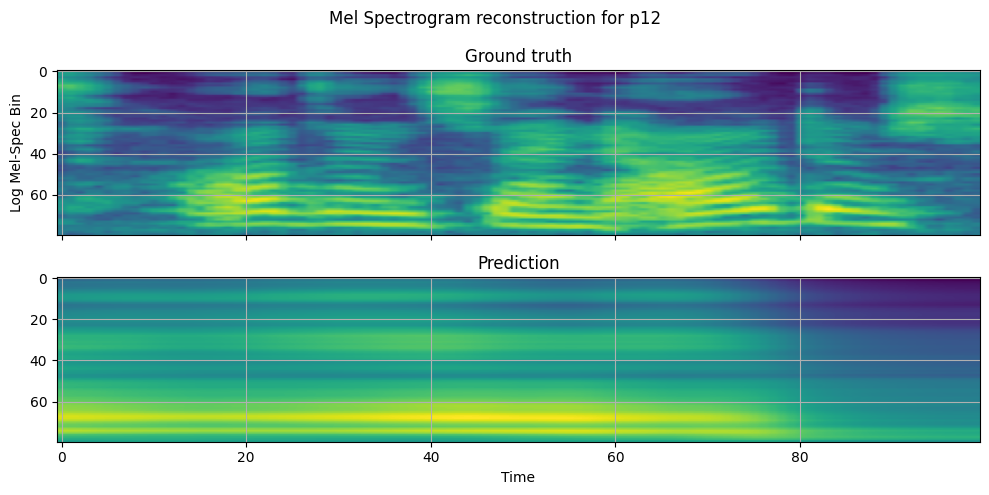 Mel Spectrogram reconstruction for p12
Ground truth
0
20
40
60
Log Mel-Spec Bin
Prediction
0
20
40
60
0 20 40 60 80
Time